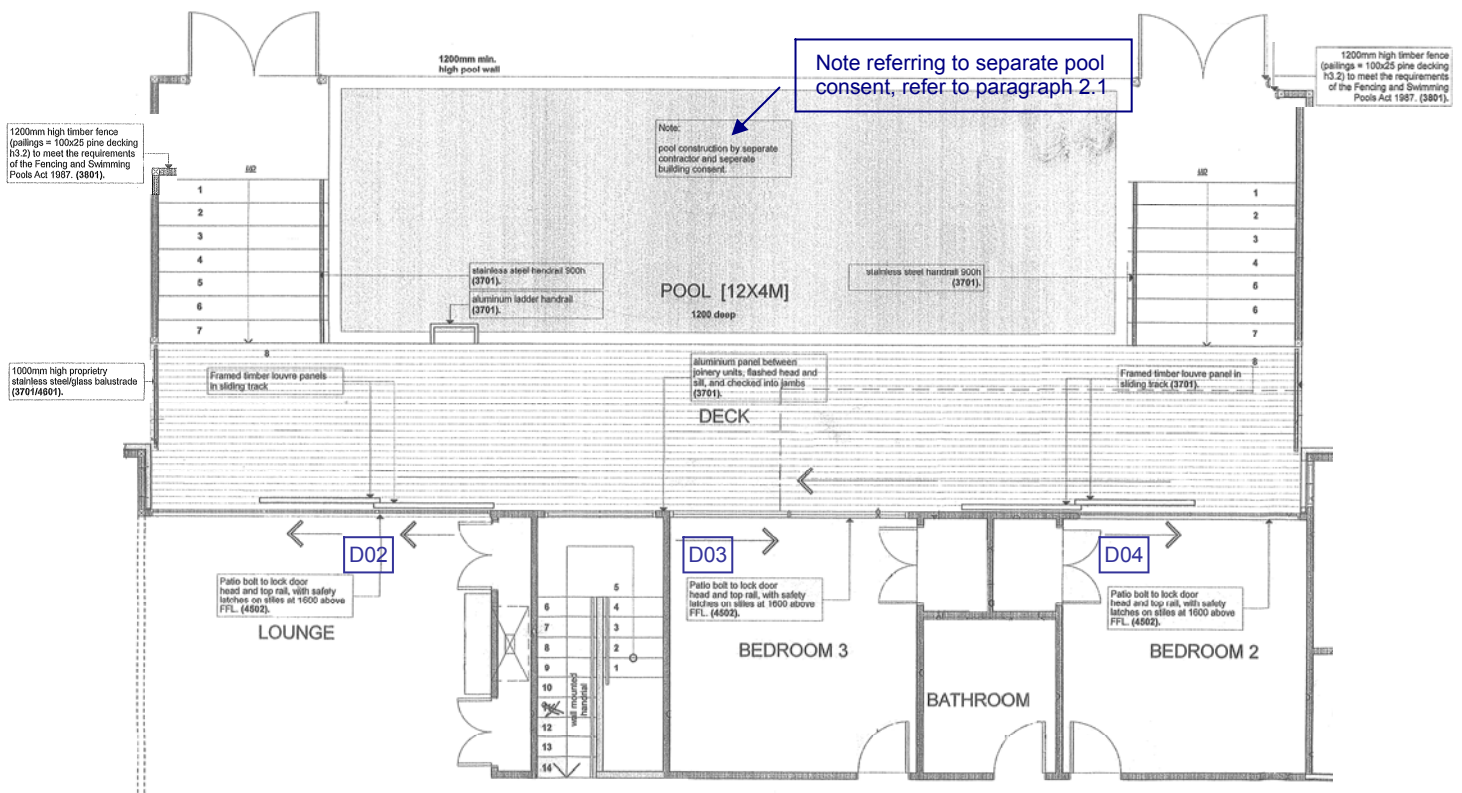 1200mm min.
high pool wall
Note referring to separate pool
consent, refer to paragraph 2.1
1200mm high timber fence
(pailings = 100x25 pine decking
h3.2) to meet the requirements
of the Fencing and Swimming
Pools Act 1987. (3801).
1200mm high timber fence
(pailings = 100x25 pine decking
h3.2) to meet the requirements
of the Fencing and Swimming
Pools Act 1987. (3801).
Note:
pool construction by seperate
contractor and seperate
building consent.
1
2
3
4
5
6
7
8
1
2
3
4
5
6
7
8
stainless steel handrail 900h
(3701).
aluminum ladder handrail
(3701).
stainless steel handrail 900h
(3701).
POOL [12X4M]
1200 deep
1000mm high propriety
stainless steel/glass balustrade
(3701/4601).
Framed timber louvre panels
in sliding track
aluminium panel between
joinery units, flashed head and
sill, and checked into jambs
(3701).
Framed timber louvre panel in
sliding track (3701).
DECK
D02
D03
D04
Patio bolt to lock door
head and top rail, with safety
latches on stiles at 1600 above
FFL. (4502).
LOUNGE
Patio bolt to lock door
head and top rail, with safety
latches on stiles at 1600 above
FFL. (4502).
BEDROOM 3
Patio bolt to lock door
head and top rail, with safety
latches on stiles at 1600 above
FFL. (4502).
BEDROOM 2
BATHROOM
5
4
3
2
1
6
7
8
9
10
12
13
14
wall mounted
handrial